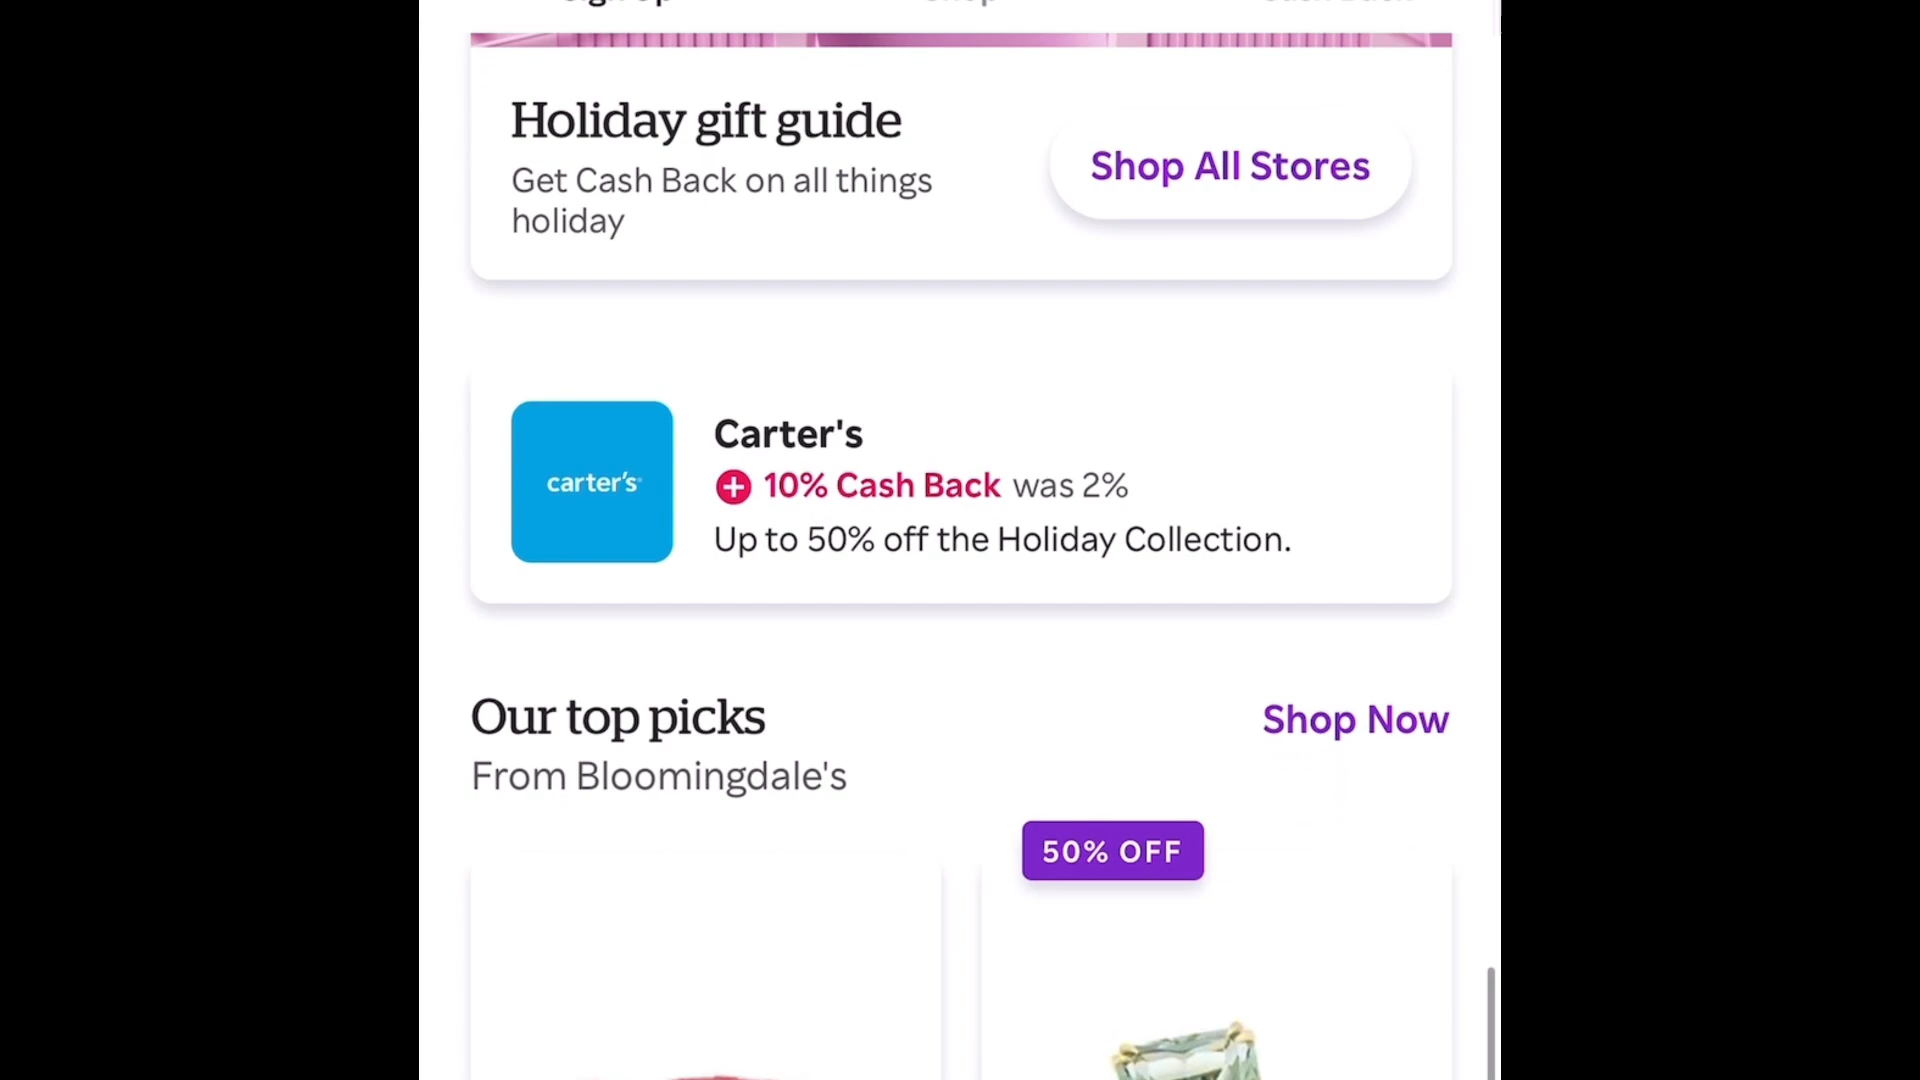 Holiday gift guide
Get Cash Back on all things
holiday
Shop All Stores
carter's
Carter's
10% Cash Back was 2%
Up to 50% off the Holiday Collection.
Our top picks
Shop Now
From Bloomingdale's
50% OFF